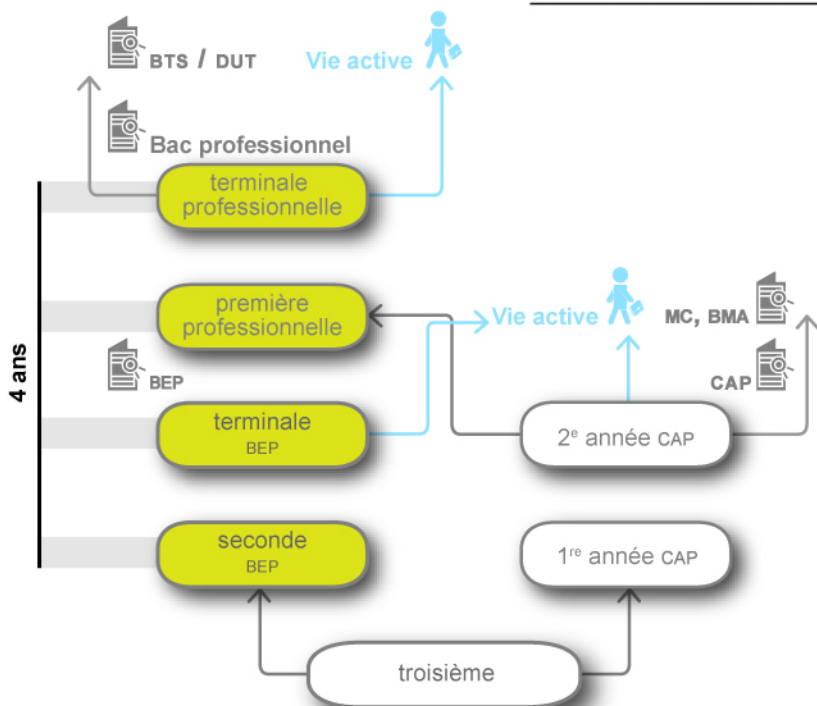 BTS / DUT
Vie active
Bac professionnel
terminale
professionnelle
première
professionnelle
Vie active
MC, BMA
BEP
CAP
4 ans
terminale
BEP
2e année CAP
seconde
BEP
1re année CAP
troisième